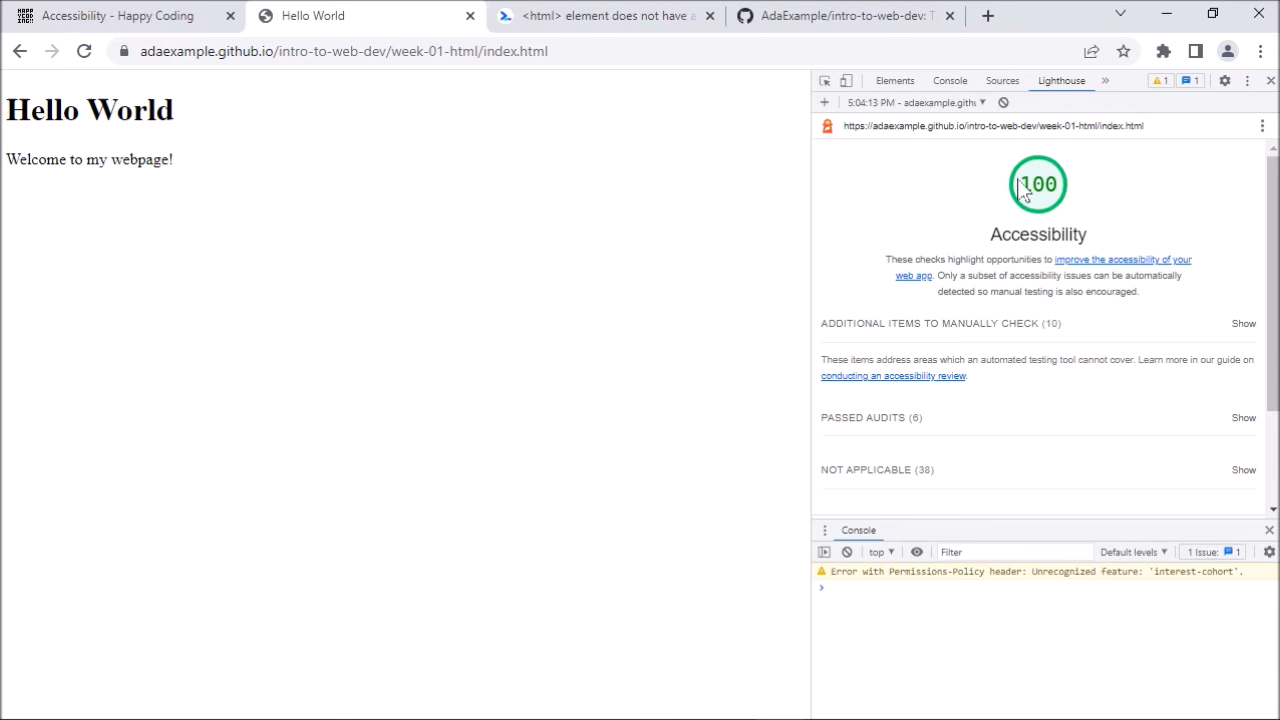 Accessibility - Happy Coding
Hello World
<html> element does not have a
AdaExample/intro-to-web-dev: T
adaexample.github.io/intro-to-web-dev/week-01-html/index.html
Hello World
Welcome to my webpage!
Elements
Console
Sources
Lighthouse
»
1
1
5:04:13 PM - adaexample.githu
https://adaexample.github.io/intro-to-web-dev/week-01-html/index.html
100
Accessibility
These checks highlight opportunities to improve the accessibility of your
web app. Only a subset of accessibility issues can be automatically
detected so manual testing is also encouraged.
ADDITIONAL ITEMS TO MANUALLY CHECK (10) Show
These items address areas which an automated testing tool cannot cover. Learn more in our guide on
conducting an accessibility review.
PASSED AUDITS (6) Show
NOT APPLICABLE (38) Show
Console
top
Filter
Default levels
1 Issue: 1
Error with Permissions-Policy header: Unrecognized feature: 'interest-cohort'.